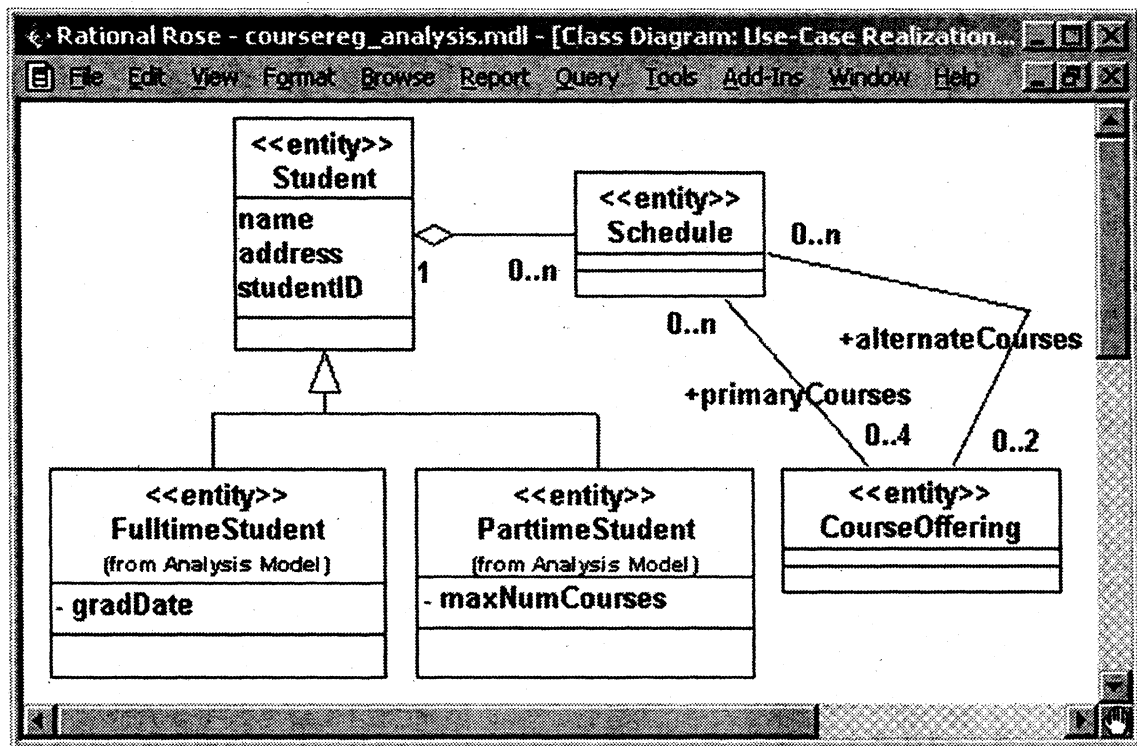 Rational Rose - coursereg_analysis.mdl - [Class Diagram: Use-Case Realization...
File Edit View Format Browse Report Query Tools Add-Ins Window Help
<<entity>>
Student
name
address
studentID
1
0..n
<<entity>>
Schedule
0..n
0..n
+alternateCourses
+primaryCourses
0..4
0..2
<<entity>>
FulltimeStudent
(from Analysis Model)
- gradDate
<<entity>>
ParttimeStudent
(from Analysis Model)
- maxNumCourses
<<entity>>
CourseOffering